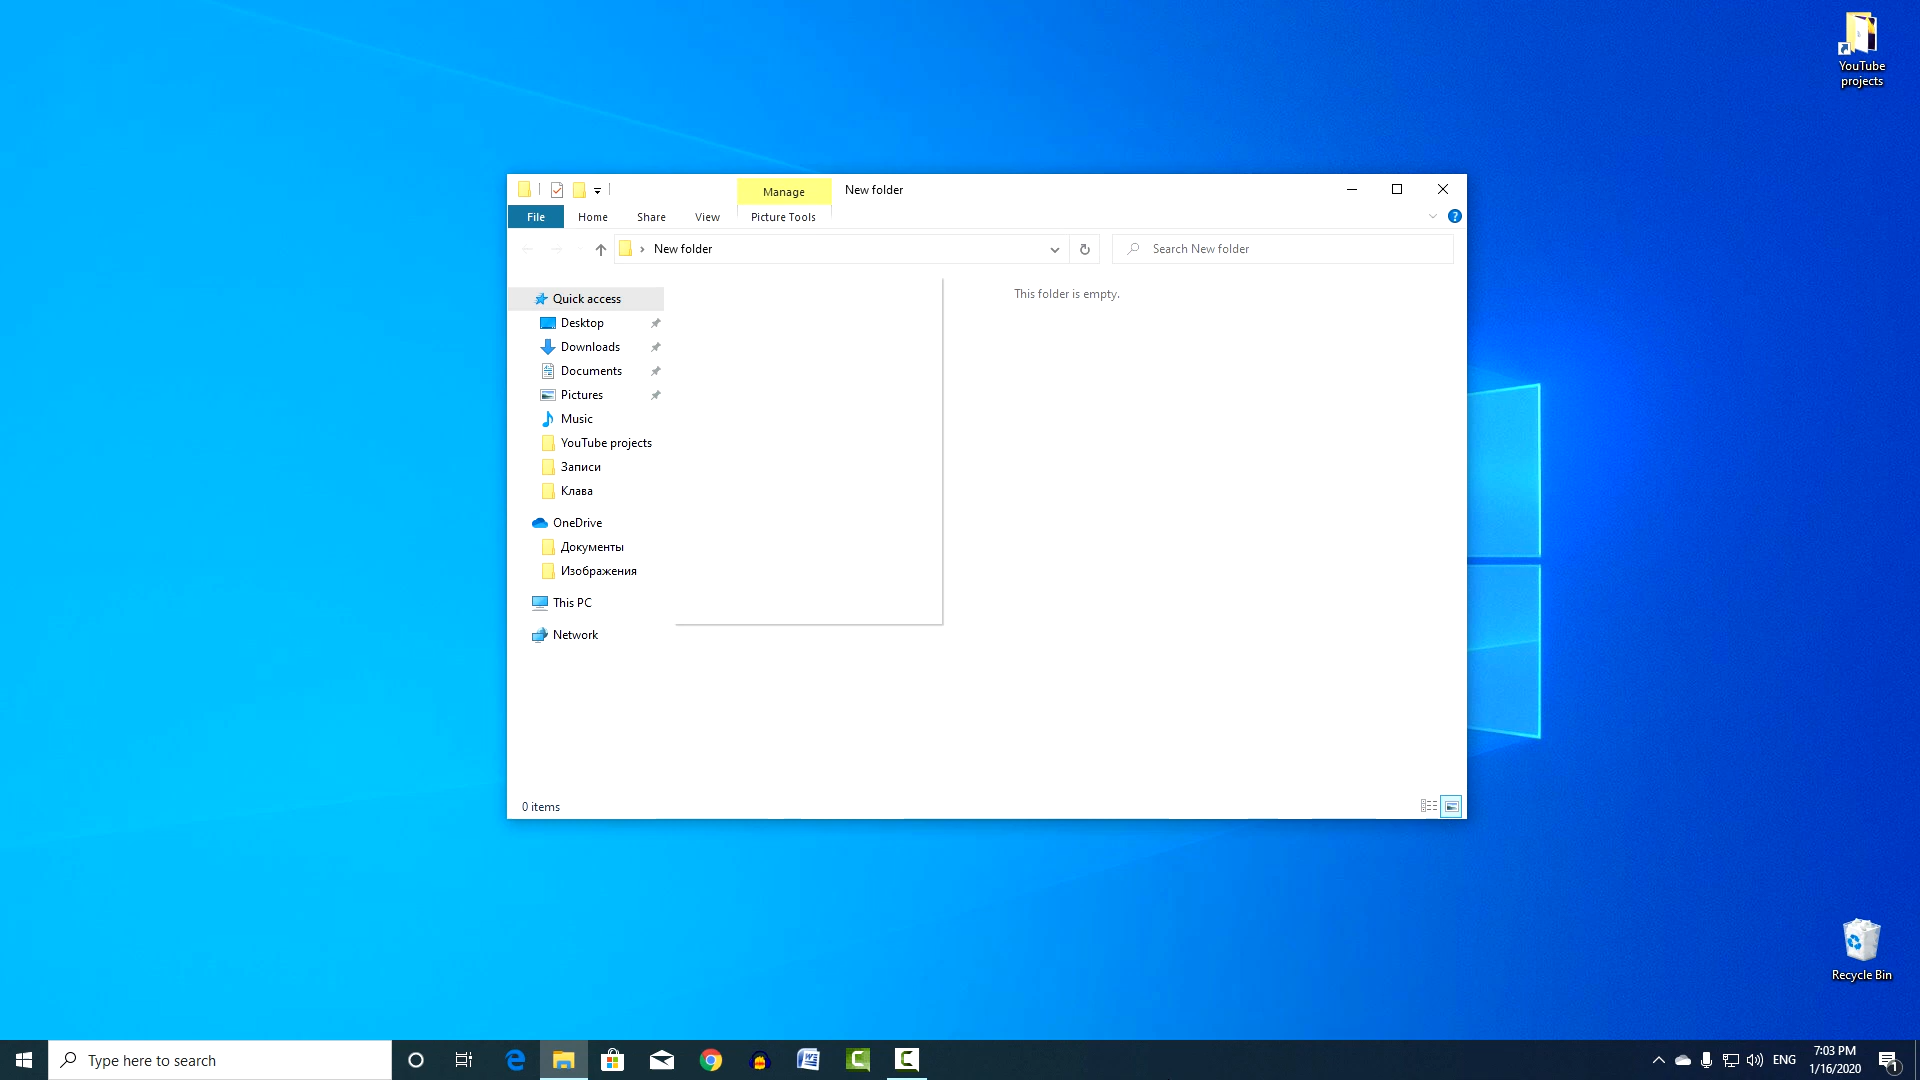 YouTube
projects
Manage
New folder
File
Home
Share
View
Picture Tools
New folder
Search New folder
Quick access
Desktop
Downloads
Documents
Pictures
Music
YouTube projects
Записи
Клава
OneDrive
Документы
Изображения
This PC
Network
This folder is empty.
0 items
Recycle Bin
Type here to search
ENG
7:03 PM
1/16/2020
1